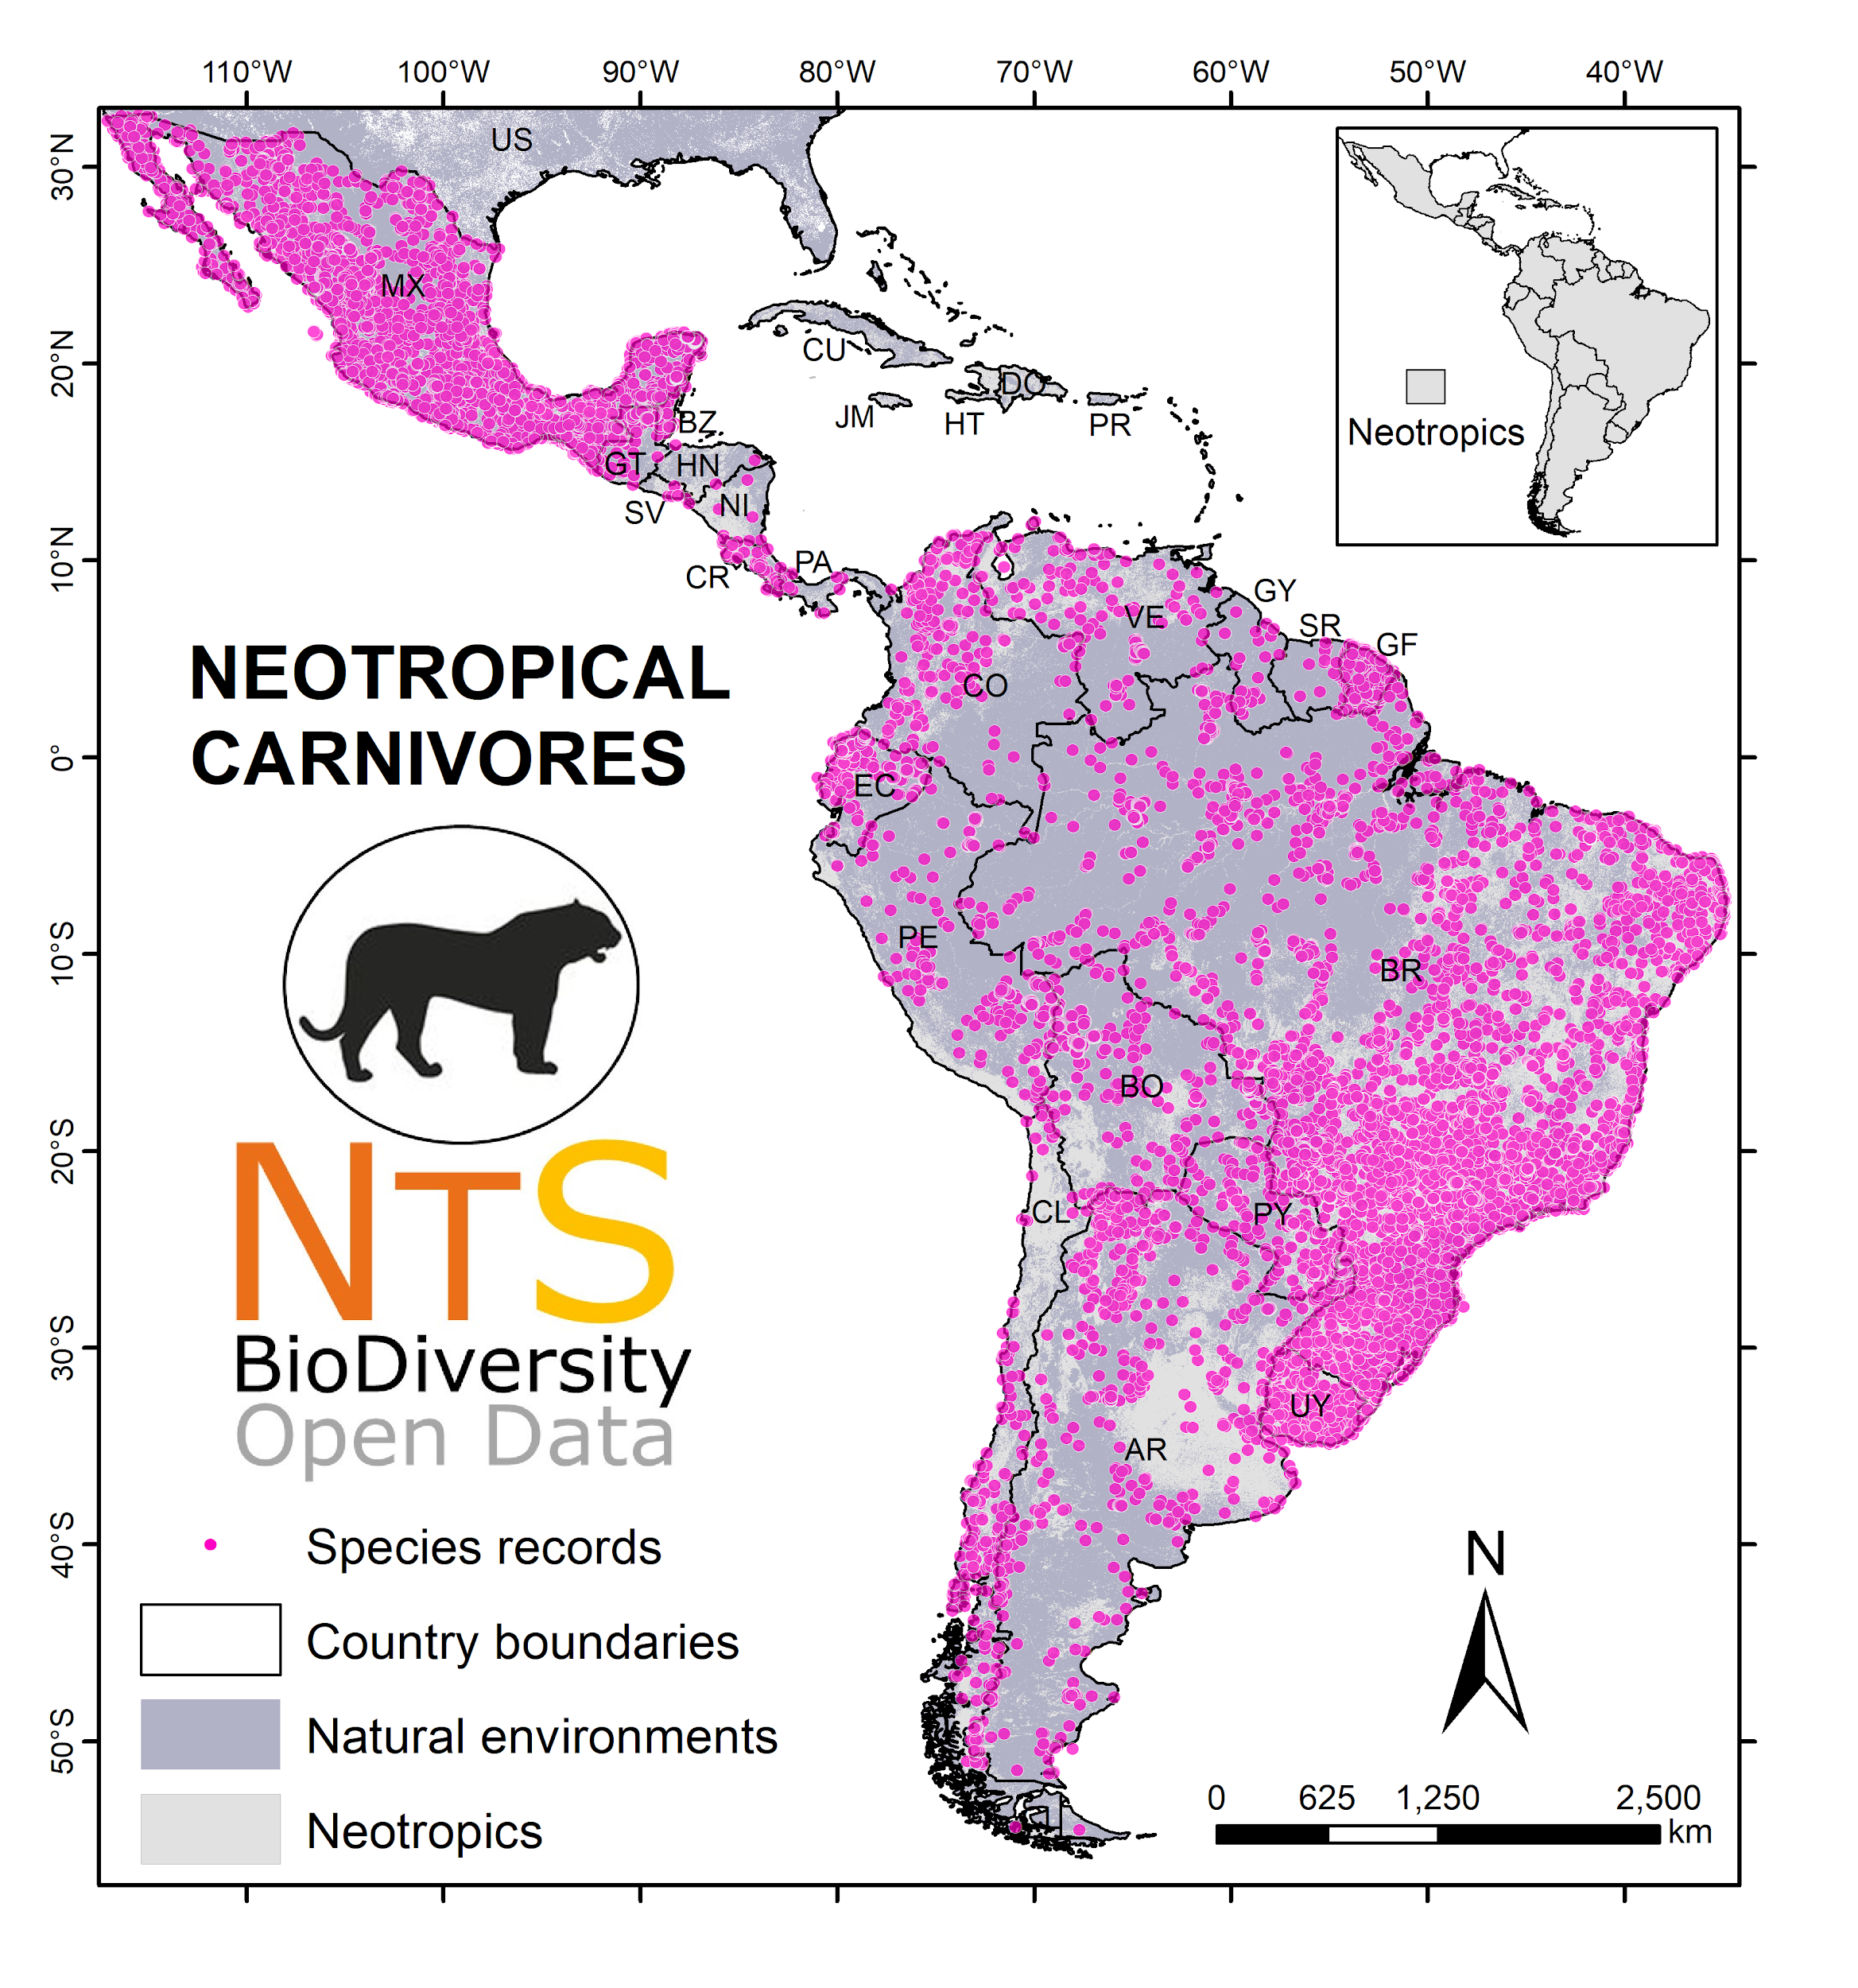 110°W 100°W 90°W 80°W 70°W 60°W 50°W 40°W
30°N
20°N
10°N
0°
10°S
20°S
30°S
40°S
50°S
US
MX
CU
DO
JM
HT
PR
BZ
GT
HN
SV
NI
CR
PA
VE
GY
SR
GF
CO
EC
PE
BR
BO
CL
PY
UY
AR
Neotropics
NEOTROPICAL
CARNIVORES
NTS
BioDiversity
Open Data
Species records
Country boundaries
Natural environments
Neotropics
N
0 625 1,250 2,500
km